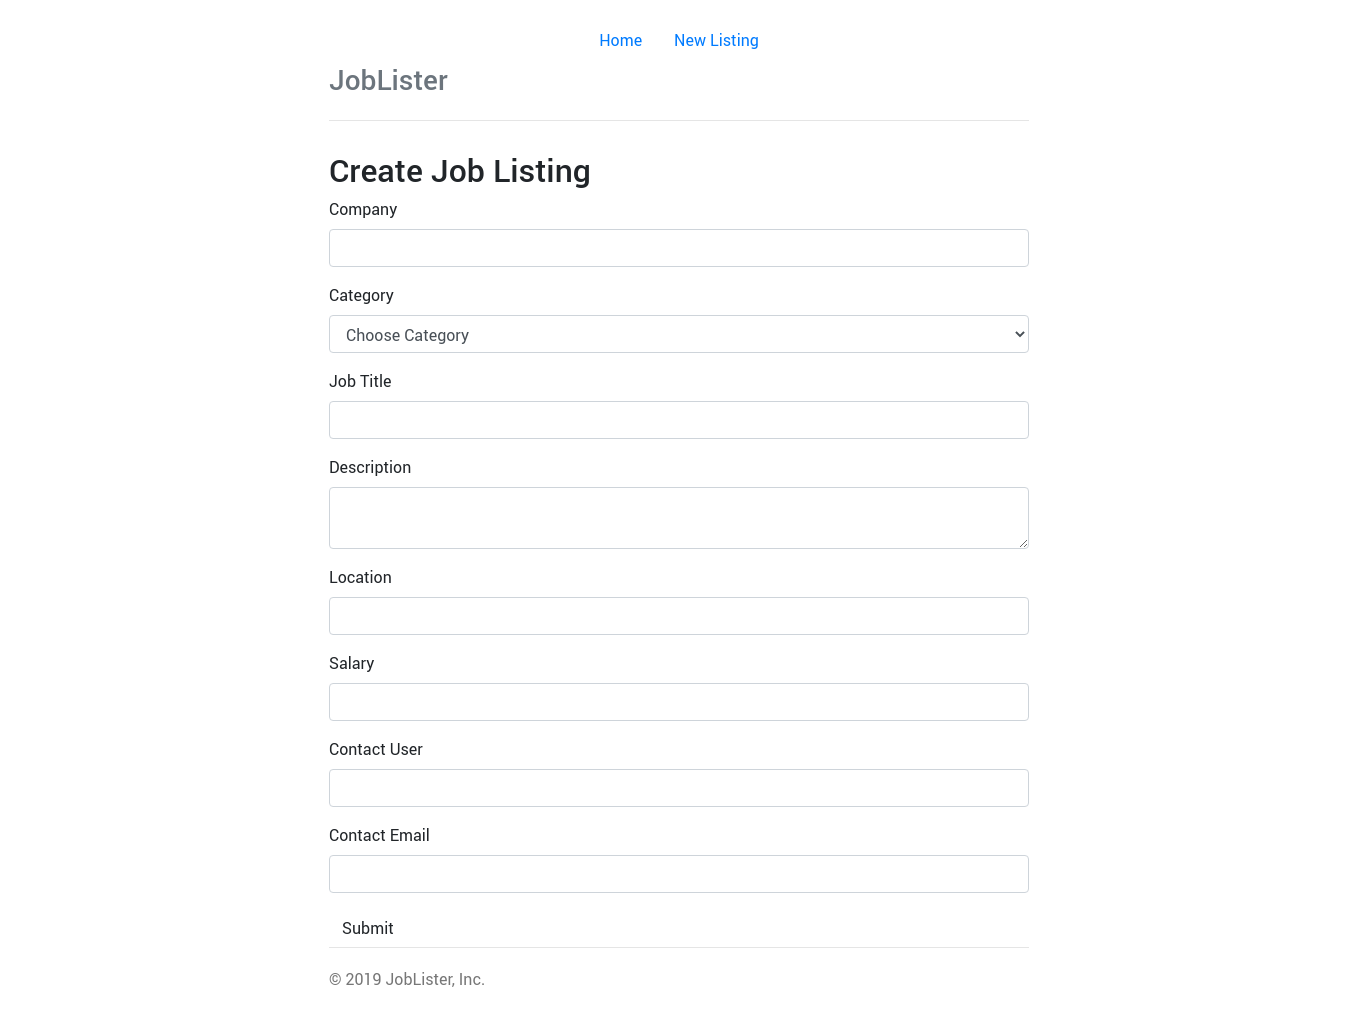 Home New Listing
JobLister
Create Job Listing
Company
Category
Choose Category
Job Title
Description
Location
Salary
Contact User
Contact Email
Submit
© 2019 JobLister, Inc.